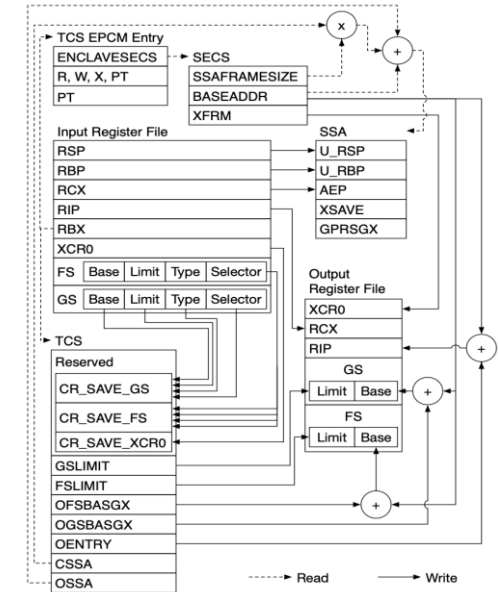 x
TCS EPCM Entry
ENCLAVESECS
R, W, X, PT
PT
+
SECS
SSAFRAMESIZE
BASEADDR
XFRM
Input Register File
RSP
RBP
RCX
RIP
RBX
XCR0
FS Base Limit Type Selector
GS Base Limit Type Selector
SSA
U_RSP
U_RBP
AEP
XSAVE
GPRSGX
Output
Register File
XCR0
RCX
RIP
+
GS
Limit Base
+
FS
Limit Base
+
TCS
Reserved
CR_SAVE_GS
CR_SAVE_FS
CR_SAVE_XCR0
GSLIMIT
FSLIMIT
OFSBASGX
OGSBASGX
OENTRY
CSSA
OSSA
Read
Write